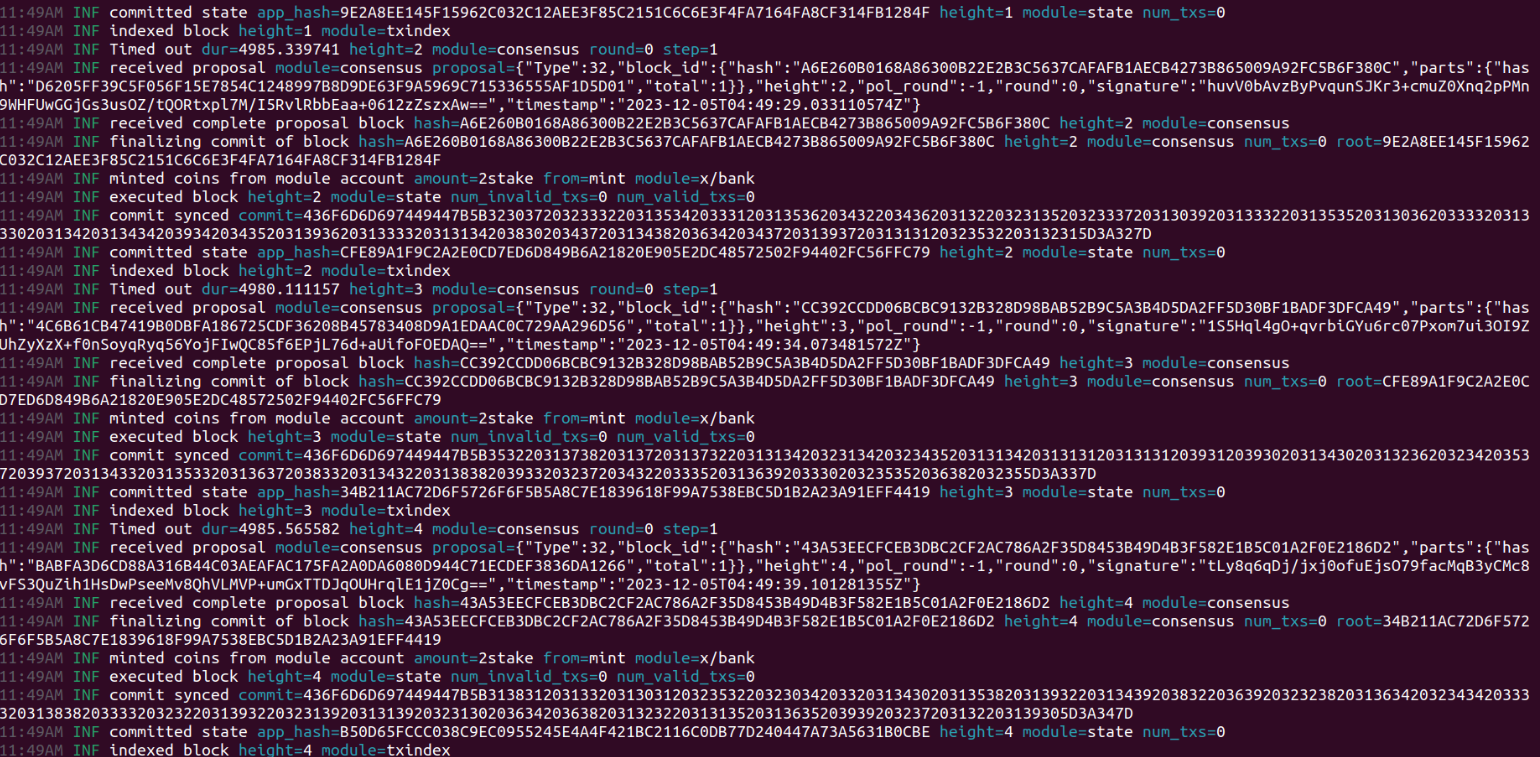 11:49AM INF committed state app_hash=9E2A8EE145F15962C032C12AEE3F85C2151C6C6E3F4FA7164FA8CF314FB1284F height=1 module=state num_txs=0
11:49AM INF indexed block height=1 module=txindex
11:49AM INF Timed out dur=4985.339741 height=2 module=consensus round=0 step=1
11:49AM INF received proposal module=consensus proposal={"Type":32,"block_id":{"hash":"A6E260B0168A86300B22E2B3C5637CAFAFB1AECB4273B865009A92FC5B6F380C","parts":{"has
h":"D6205FF39C5F056F15E7854C1248997B8D9DE63F9A5969C715336555AF1D5D01","total":1}},"height":2,"pol_round":-1,"round":0,"signature":"huvV0bAvzByPvqunSJKr3+cmuZ0Xnq2pPMn
9WHFUwGGjGs3usOZ/tQORtxpl7M/I5RvlRbbEaa+0612zZszxAw==","timestamp":"2023-12-05T04:49:29.033110574Z"}
11:49AM INF received complete proposal block hash=A6E260B0168A86300B22E2B3C5637CAFAFB1AECB4273B865009A92FC5B6F380C height=2 module=consensus
11:49AM INF finalizing commit of block hash=A6E260B0168A86300B22E2B3C5637CAFAFB1AECB4273B865009A92FC5B6F380C height=2 module=consensus num_txs=0 root=9E2A8EE145F15962
C032C12AEE3F85C2151C6C6E3F4FA7164FA8CF314FB1284F
11:49AM INF minted coins from module account amount=2stake from=mint module=x/bank
11:49AM INF executed block height=2 module=state num_invalid_txs=0 num_valid_txs=0
11:49AM INF commit synced commit=436F6D6D697449447B5B323037203233322031353420333120313536203432203436203132203231352032333720313039203133322031353520313036203333203133
302031342031343420393420343520313936203133332031313420383020343720313438203634203437203139372031313120323532203132315D3A327D
11:49AM INF committed state app_hash=CFE89A1F9C2A2E0CD7ED6D849B6A21820E905E2DC48572502F94402FC56FFC79 height=2 module=state num_txs=0
11:49AM INF indexed block height=2 module=txindex
11:49AM INF Timed out dur=4980.111157 height=3 module=consensus round=0 step=1
11:49AM INF received proposal module=consensus proposal={"Type":32,"block_id":{"hash":"CC392CCDD06BCBC9132B328D98BAB52B9C5A3B4D5DA2FF5D30BF1BADF3DFCA49","parts":{"has
h":"4C6B61CB47419B0DBFA186725CDF36208B45783408D9A1EDAAC0C729AA296D56","total":1}},"height":3,"pol_round":-1,"round":0,"signature":"1S5Hql4gO+qvrbiGYu6rc07Pxom7ui3OI9Z
UhZyXzX+f0nSoyqRyq56YojFIwQC85f6EPjL76d+aUifoFOEDAQ==","timestamp":"2023-12-05T04:49:34.073481572Z"}
11:49AM INF received complete proposal block hash=CC392CCDD06BCBC9132B328D98BAB52B9C5A3B4D5DA2FF5D30BF1BADF3DFCA49 height=3 module=consensus
11:49AM INF finalizing commit of block hash=CC392CCDD06BCBC9132B328D98BAB52B9C5A3B4D5DA2FF5D30BF1BADF3DFCA49 height=3 module=consensus num_txs=0 root=CFE89A1F9C2A2E0C
D7ED6D849B6A21820E905E2DC48572502F94402FC56FFC79
11:49AM INF minted coins from module account amount=2stake from=mint module=x/bank
11:49AM INF executed block height=3 module=state num_invalid_txs=0 num_valid_txs=0
11:49AM INF commit synced commit=436F6D6D697449447B5B353220313738203137203137322031313420323134203234352031313420313131203131312039312039302031343020313236203234203533
72039372031343320313533203136372038332031343220313838203933203237203432203335203136392033302032353520363820323355D3A337D
11:49AM INF committed state app_hash=34B211AC72D6F5726F6F5B5A8C7E1839618F99A7538EBC5D1B2A23A91EFF4419 height=3 module=state num_txs=0
11:49AM INF indexed block height=3 module=txindex
11:49AM INF Timed out dur=4985.565582 height=4 module=consensus round=0 step=1
11:49AM INF received proposal module=consensus proposal={"Type":32,"block_id":{"hash":"43A53EECFCEB3DBC2CF2AC786A2F35D8453B49D4B3F582E1B5C01A2F0E2186D2","parts":{"has
h":"BABFA3D6CD88A316B44C03AEAFAC175FA2A0DA6080D944C71ECDEF3836DA1266","total":1}},"height":4,"pol_round":-1,"round":0,"signature":"tLy8q6qDj/jxj0ofuEjsO79facMqB3yCMc8
vFS3QuZih1HsDwPseeMv8QhVLMVP+umGxTTDJqOUHrqlE1jZ0Cg==","timestamp":"2023-12-05T04:49:39.101281355Z"}
11:49AM INF received complete proposal block hash=43A53EECFCEB3DBC2CF2AC786A2F35D8453B49D4B3F582E1B5C01A2F0E2186D2 height=4 module=consensus
11:49AM INF finalizing commit of block hash=43A53EECFCEB3DBC2CF2AC786A2F35D8453B49D4B3F582E1B5C01A2F0E2186D2 height=4 module=consensus num_txs=0 root=34B211AC72D6F572
6F6F5B5A8C7E1839618F99A7538EBC5D1B2A23A91EFF4419
11:49AM INF minted coins from module account amount=2stake from=mint module=x/bank
11:49AM INF executed block height=4 module=state num_invalid_txs=0 num_valid_txs=0
11:49AM INF commit synced commit=436F6D6D697449447B5B31383120313320313031203235322032303420332031343020313538203139322031343920383220363920323238203136342032343420333
320313838203333203232203139322032313920313139203231302036342036382031323220313135203136352039392032372031322031393055D3A347D
11:49AM INF committed state app_hash=B50D65FCCC038C9EC0955245E4A4F421BC2116C0DB77D240447A73A5631B0CBE height=4 module=state num_txs=0
11:49AM INF indexed block height=4 module=txindex